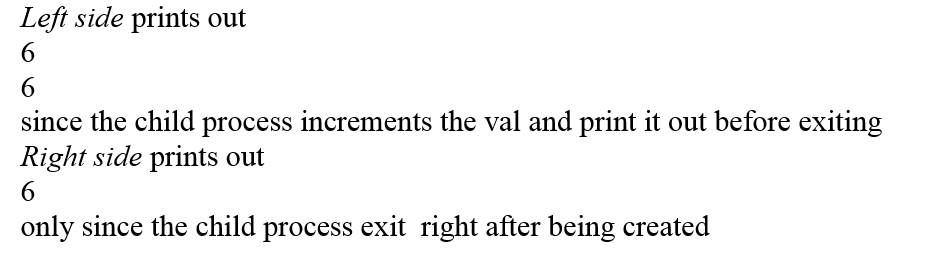 Left side prints out
6
6
since the child process increments the val and print it out before exiting
Right side prints out
6
only since the child process exit  right after being created